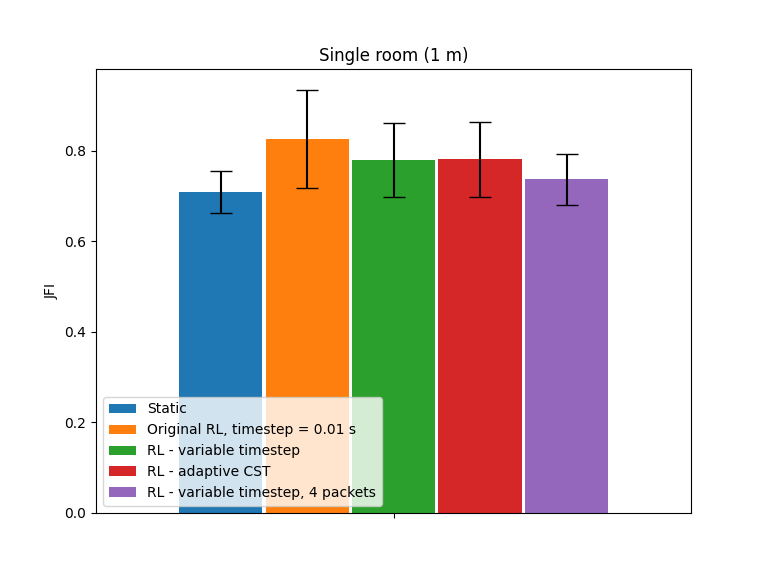 Single room (1 m)
JFI
0.8
0.6
0.4
0.2
0.0
Static
Original RL, timestep = 0.01 s
RL - variable timestep
RL - adaptive CST
RL - variable timestep, 4 packets